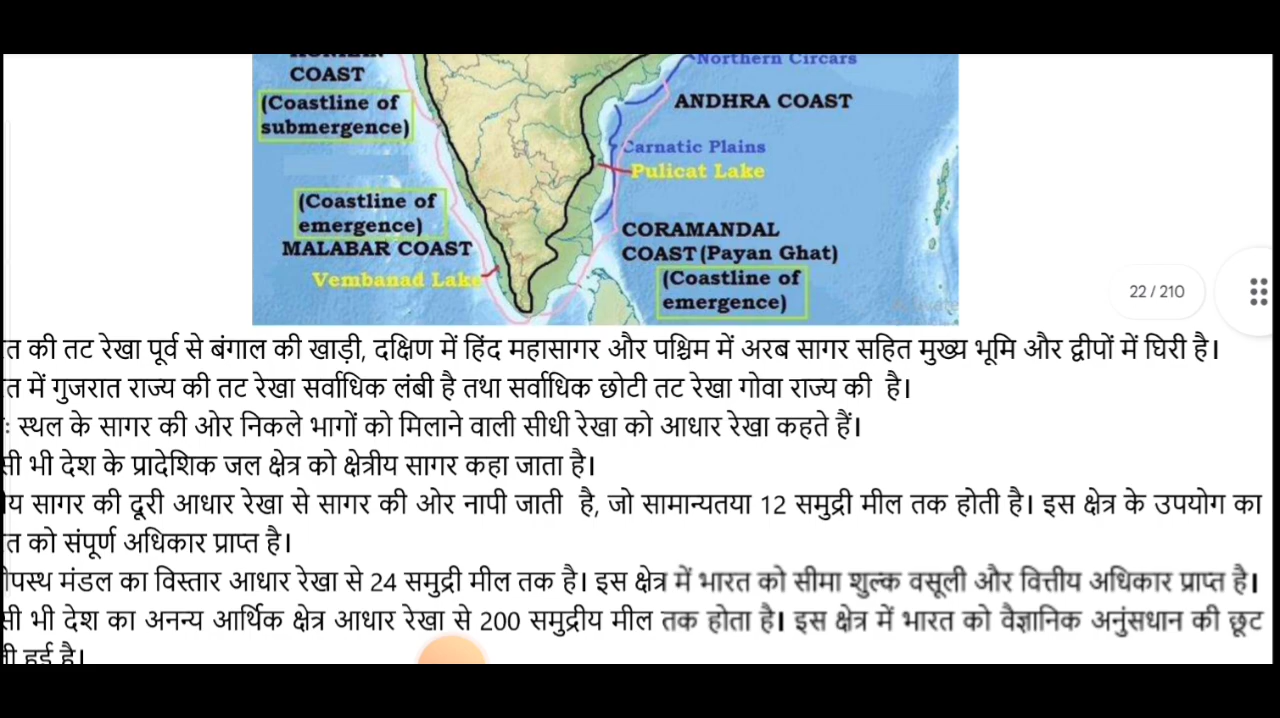 KONKAN
COAST
(Coastline of
submergence)
Northern Circars
ANDHRA COAST
Carnatic Plains
Pulicat Lake
(Coastline of
emergence)
MALABAR COAST
Vembanad Lake
CORAMANDAL
COAST (Payan Ghat)
(Coastline of
emergence)
22 / 210
त की तट रेखा पूर्व से बंगाल की खाड़ी, दक्षिण में हिंद महासागर और पश्चिम में अरब सागर सहित मुख्य भूमि और द्वीपों में घिरी है।
त में गुजरात राज्य की तट रेखा सर्वाधिक लंबी है तथा सर्वाधिक छोटी तट रेखा गोवा राज्य की है।
: स्थल के सागर की ओर निकले भागों को मिलाने वाली सीधी रेखा को आधार रेखा कहते हैं।
सी भी देश के प्रादेशिक जल क्षेत्र को क्षेत्रीय सागर कहा जाता है।
य सागर की दूरी आधार रेखा से सागर की ओर नापी जाती है, जो सामान्यतया 12 समुद्री मील तक होती है। इस क्षेत्र के उपयोग का
त को संपूर्ण अधिकार प्राप्त है।
ीपस्थ मंडल का विस्तार आधार रेखा से 24 समुद्री मील तक है। इस क्षेत्र में भारत को सीमा शुल्क वसूली और वित्तीय अधिकार प्राप्त है।
सी भी देश का अनन्य आर्थिक क्षेत्र आधार रेखा से 200 समुद्रीय मील तक होता है। इस क्षेत्र में भारत को वैज्ञानिक अनुंसधान की छूट
ी हुई है।